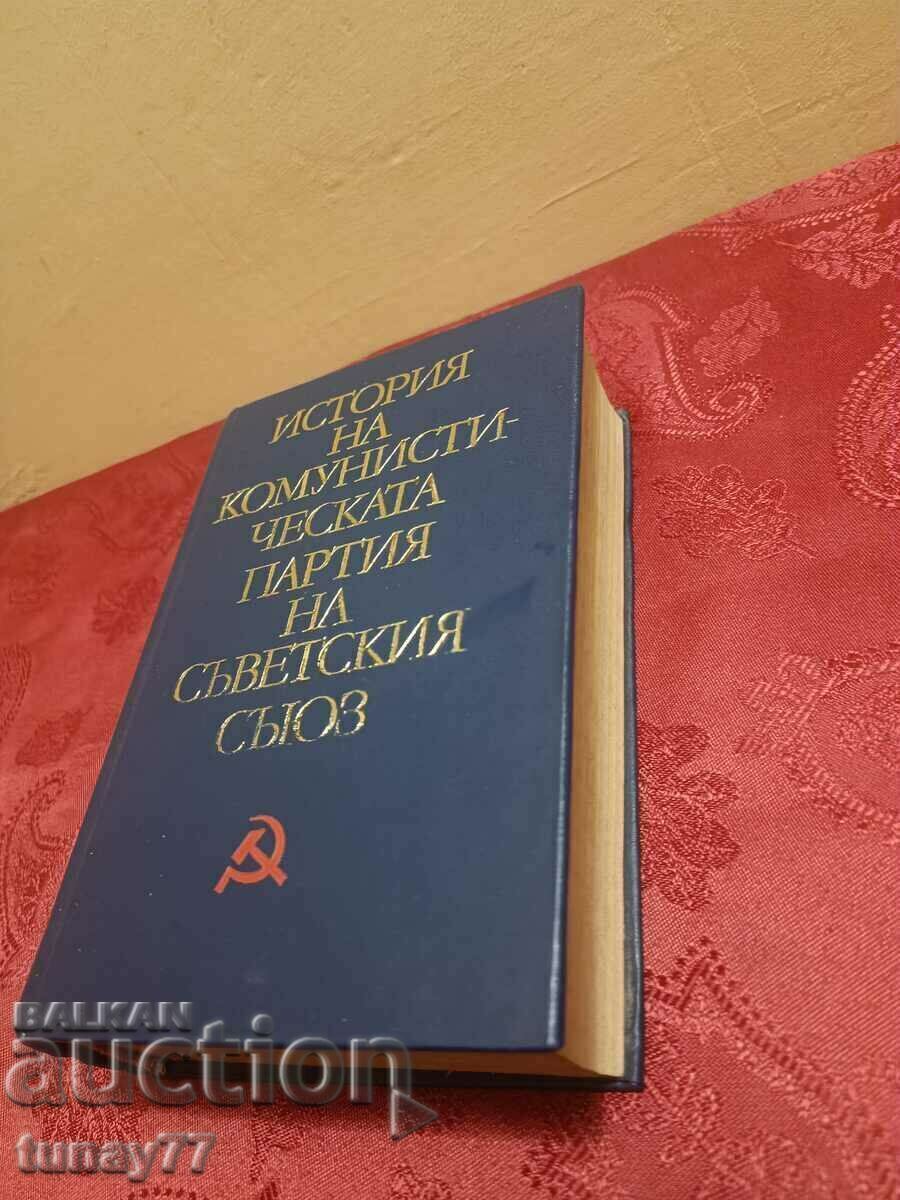 ИСТОРИЯ
НА
КОМУНИСТИ-
ЧЕСКАТА
ПАРТИЯ
НА
СЪВЕТСКИЯ
СЪЮЗ
BALKAN
auction
tunay77